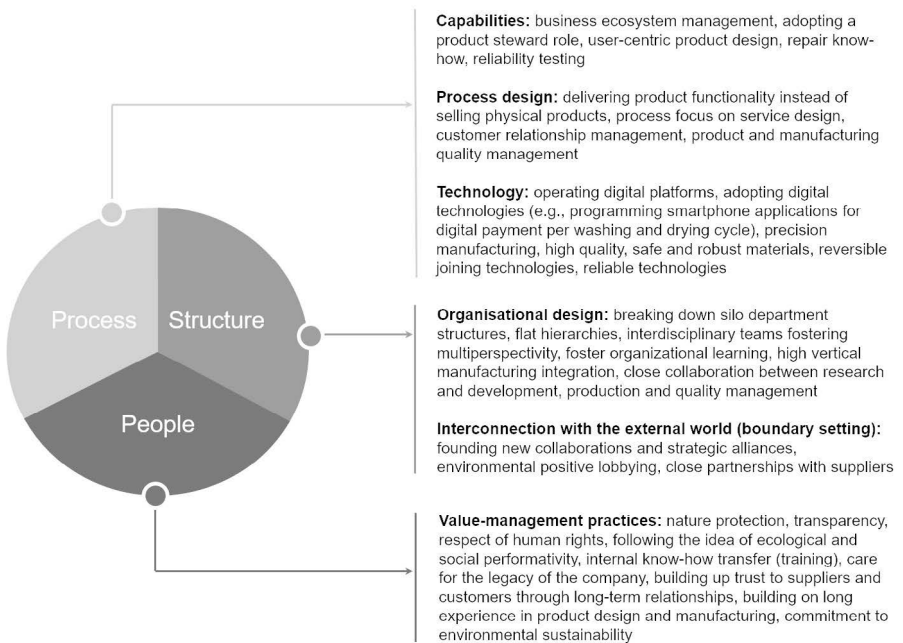 Capabilities: business ecosystem management, adopting a
product steward role, user-centric product design, repair know-
how, reliability testing
Process design: delivering product functionality instead of
selling physical products, process focus on service design,
customer relationship management, product and manufacturing
quality management
Technology: operating digital platforms, adopting digital
technologies (e.g., programming smartphone applications for
digital payment per washing and drying cycle), precision
manufacturing, high quality, safe and robust materials, reversible
joining technologies, reliable technologies
Process
Structure
People
Organisational design: breaking down silo department
structures, flat hierarchies, interdisciplinary teams fostering
multiperspectivity, foster organizational learning, high vertical
manufacturing integration, close collaboration between research
and development, production and quality management
Interconnection with the external world (boundary setting):
founding new collaborations and strategic alliances,
environmental positive lobbying, close partnerships with suppliers
Value-management practices: nature protection, transparency,
respect of human rights, following the idea of ecological and
social performativity, internal know-how transfer (training), care
for the legacy of the company, building up trust to suppliers and
customers through long-term relationships, building on long
experience in product design and manufacturing, commitment to
environmental sustainability